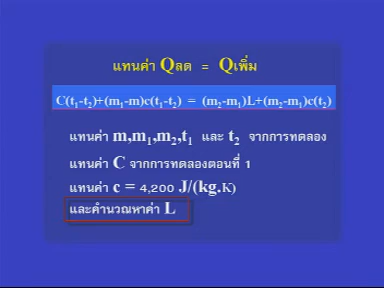 แทนค่า Qลด = Qเพิ่ม
C(t₁-t₂)+(m₁-m)c(t₁-t₂) = (m₂-m₁)L+(m₂-m₁)c(t₂)
แทนค่า m,m₁,m₂,t₁ และ t₂ จากการทดลอง
แทนค่า C จากการทดลองตอนที่ 1
แทนค่า c = 4,200 J/(kg.K)
และคำนวณหาค่า L